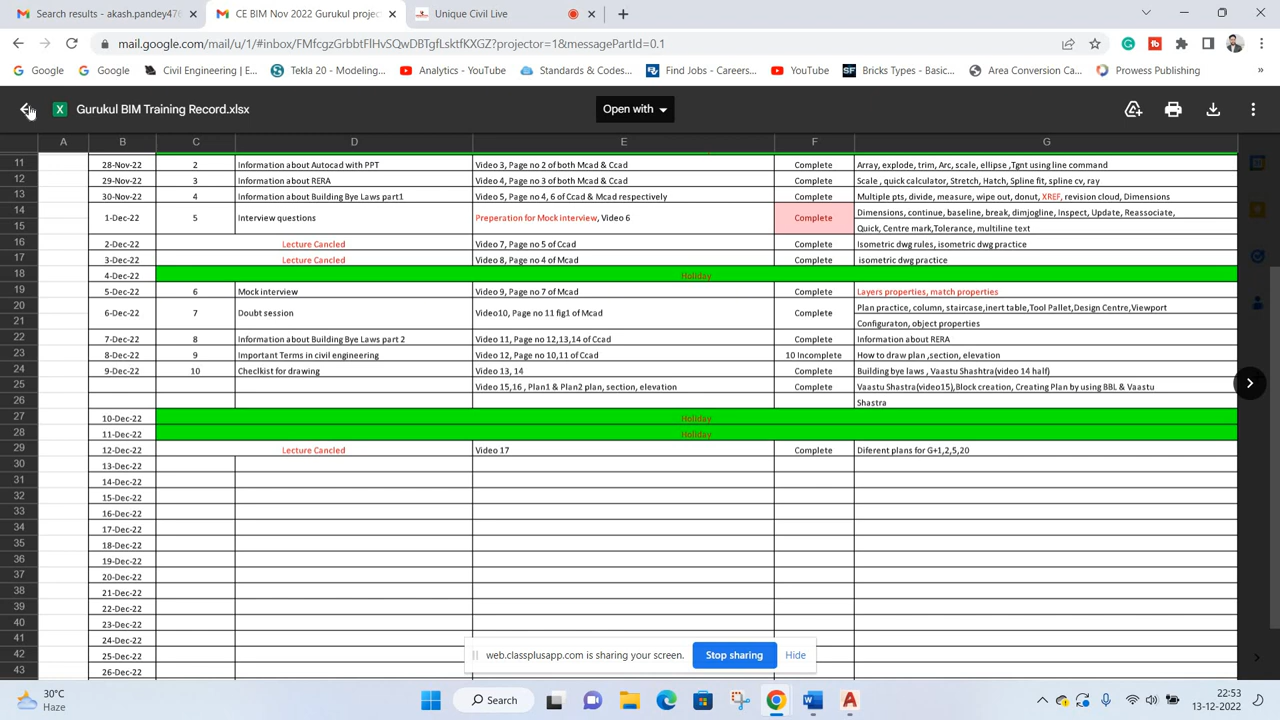 Search results - akash.pandey476
CE BIM Nov 2022 Gurukul projec
Unique Civil Live
mail.google.com/mail/u/1/#inbox/FMfcgzGrbbtFlHvSQwDBTgfLsktfKXGZ?projector=1&messagePartId=0.1
Google
Google
Civil Engineering | E...
Tekla 20 - Modeling...
Analytics - YouTube
Standards & Codes...
Find Jobs - Careers...
YouTube
Bricks Types - Basic...
Area Conversion Ca...
Prowess Publishing
Gurukul BIM Training Record.xlsx
Open with
A B C D E F G
11 28-Nov-22 2 Information about Autocad with PPT Video 3, Page no 2 of both Mcad & Ccad Complete Array, explode, trim, Arc, scale, ellipse ,Tgnt using line command
12 29-Nov-22 3 Information about RERA Video 4, Page no 3 of both Mcad & Ccad Complete Scale , quick calculator, Stretch, Hatch, Spline fit, spline cv, ray
13 30-Nov-22 4 Information about Building Bye Laws part1 Video 5, Page no 4, 6 of Ccad & Mcad respectively Complete Multiple pts, divide, measure, wipe out, donut, XREF, revision cloud, Dimensions
14 1-Dec-22 5 Interview questions Preparation for Mock interview, Video 6 Complete Dimensions, continue, baseline, break, dimjogline, Inspect, Update, Reassociate,
15 Quick, Centre mark,Tolerance, multiline text
16 2-Dec-22 Lecture Cancled Video 7, Page no 5 of Ccad Complete Isometric dwg rules, isometric dwg practice
17 3-Dec-22 Lecture Cancled Video 8, Page no 4 of Mcad Complete isometric dwg practice
18 4-Dec-22 Holiday
19 5-Dec-22 6 Mock interview Video 9, Page no 7 of Mcad Complete Layers properties, match properties
20 6-Dec-22 7 Doubt session Video10, Page no 11 fig1 of Mcad Complete Plan practice, column, staircase,inert table,Tool Pallet,Design Centre,Viewport
21 Configuraton, object properties
22 7-Dec-22 8 Information about Building Bye Laws part 2 Video 11, Page no 12,13,14 of Ccad Complete Information about RERA
23 8-Dec-22 9 Important Terms in civil engineering Video 12, Page no 10,11 of Ccad 10 Incomplete How to draw plan ,section, elevation
24 9-Dec-22 10 Checlkist for drawing Video 13, 14 Complete Building bye laws , Vaastu Shashtra(video 14 half)
25 Video 15,16 , Plan1 & Plan2 plan, section, elevation Complete Vaastu Shastra(video15),Block creation, Creating Plan by using BBL & Vaastu
26 Shastra
27 10-Dec-22 Holiday
28 11-Dec-22 Holiday
29 12-Dec-22 Lecture Cancled Video 17 Complete Diferent plans for G+1,2,5,20
30 13-Dec-22
31 14-Dec-22
32 15-Dec-22
33 16-Dec-22
34 17-Dec-22
35 18-Dec-22
36 19-Dec-22
37 20-Dec-22
38 21-Dec-22
39 22-Dec-22
40 23-Dec-22
41 24-Dec-22
42 25-Dec-22
43 26-Dec-22
web.classplusapp.com is sharing your screen. Stop sharing Hide
30°C
Haze
Search
22:53
13-12-2022